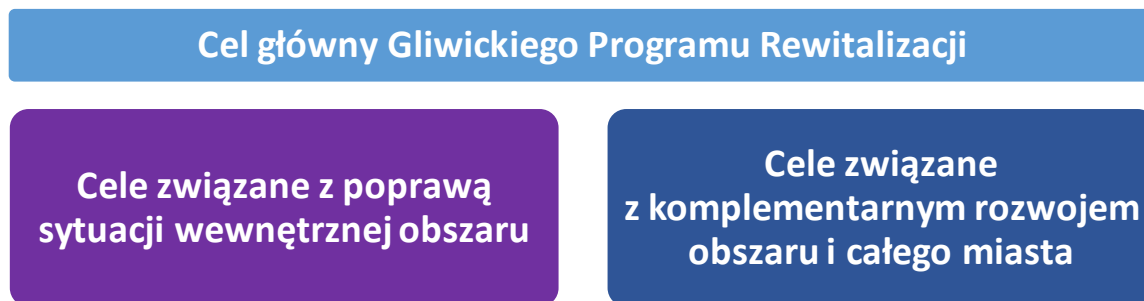 Cel główny Gliwickiego Programu Rewitalizacji
Cele związane z poprawą
sytuacji wewnętrznej obszaru
Cele związane
z komplementarnym rozwojem
obszaru i całego miasta